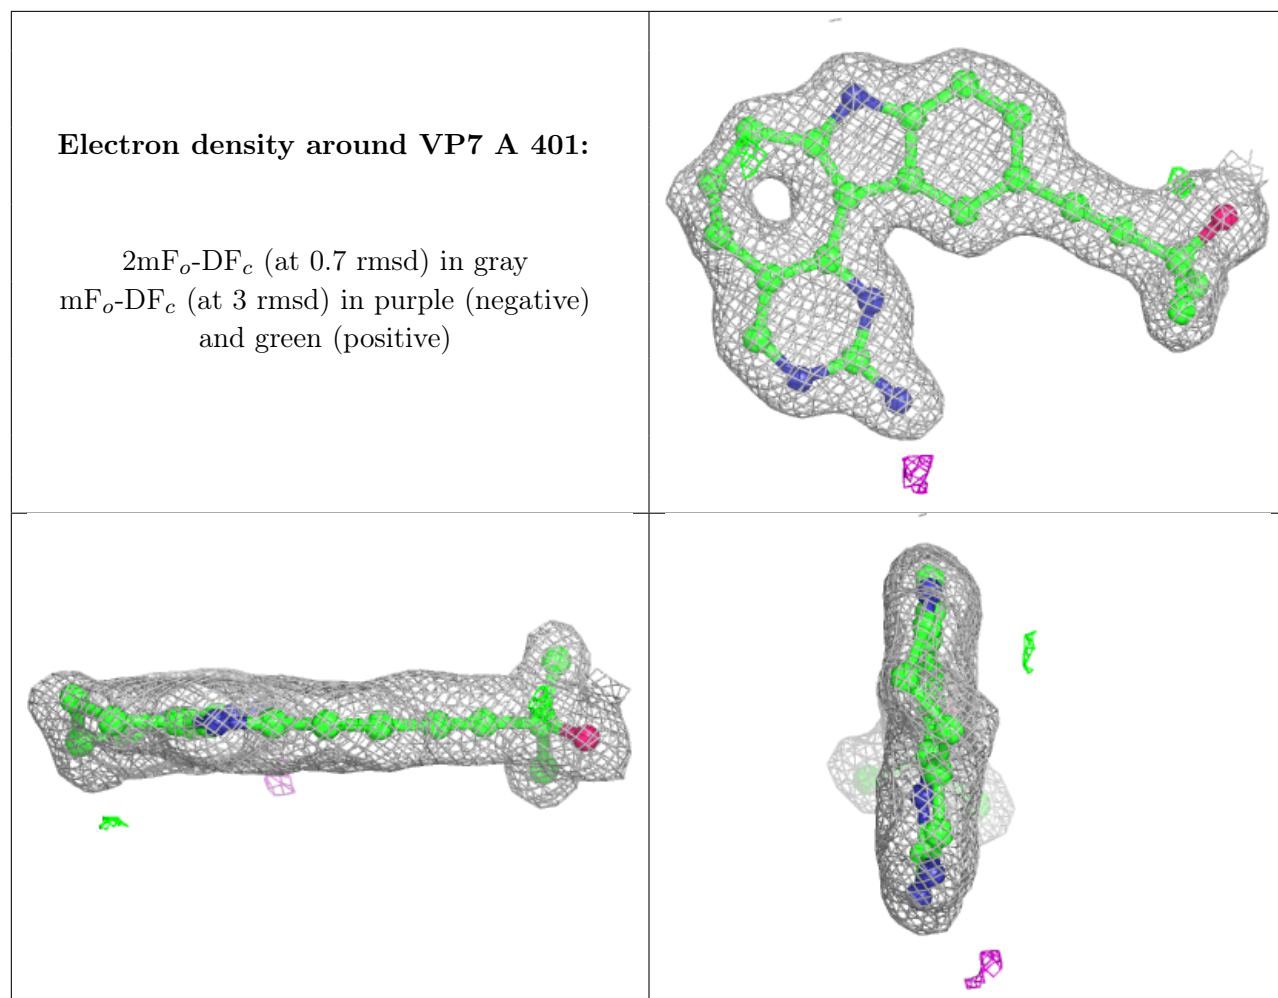 Electron density around VP7 A 401:
2mFo-DFc (at 0.7 rmsd) in gray
mFo-DFc (at 3 rmsd) in purple (negative)
and green (positive)